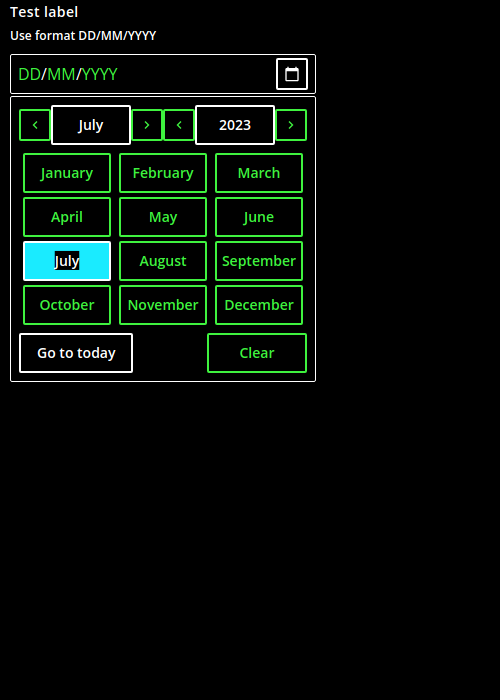 Test label
Use format DD/MM/YYYY
DD/MM/YYYY
July 2023
January February March
April May June
July August September
October November December
Go to today Clear